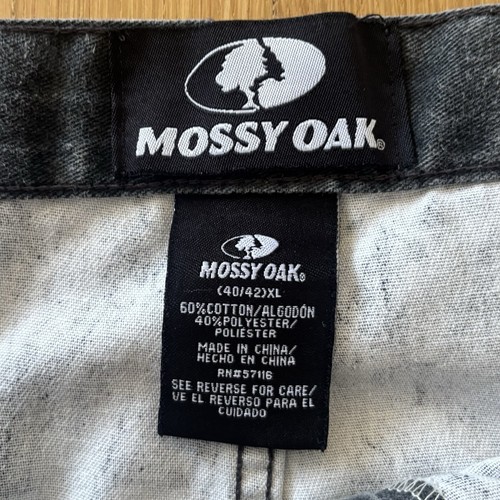 MOSSY OAK®
MOSSY OAK®
(40/42)XL
60%COTTON/ALGODÓN
40%POLYESTER/
POLIÉSTER
MADE IN CHINA/
HECHO EN CHINA
RN#57116
SEE REVERSE FOR CARE/
VE EL REVERSO PARA EL
CUIDADO